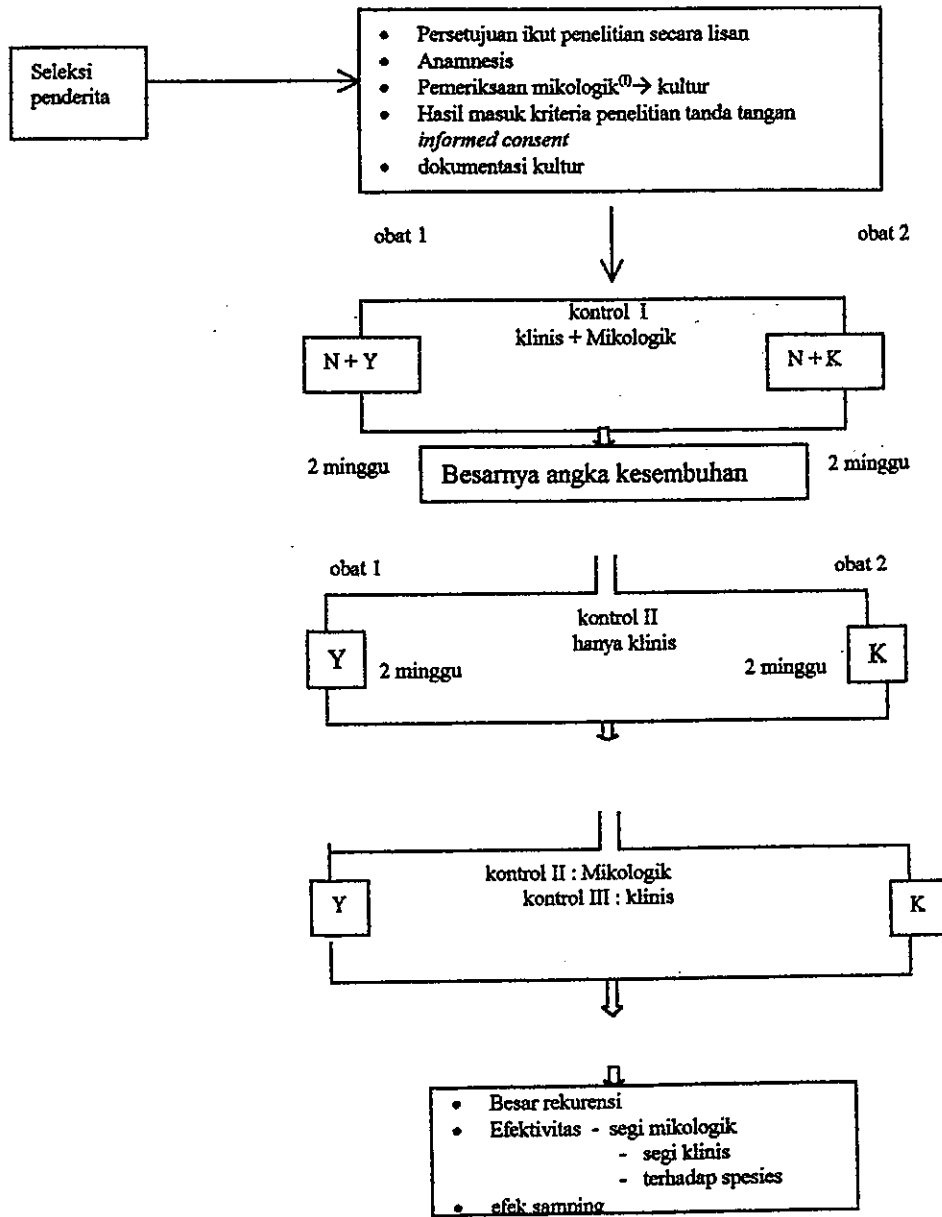 Seleksi
penderita
• Persetujuan ikut penelitian secara lisan
• Anamnesis
• Pemeriksaan mikologik(I)→ kultur
• Hasil masuk kriteria penelitian tanda tangan
informed consent
• dokumentasi kultur
obat 1
obat 2
kontrol I
klinis + Mikologik
N + Y
N + K
2 minggu
Besarnya angka kesembuhan
2 minggu
obat 1
obat 2
kontrol II
hanya klinis
Y
2 minggu
2 minggu
K
kontrol II : Mikologik
kontrol III : klinis
Y
K
• Besar rekurensi
• Efektivitas - segi mikologik
- segi klinis
- terhadap spesies
• efek samping